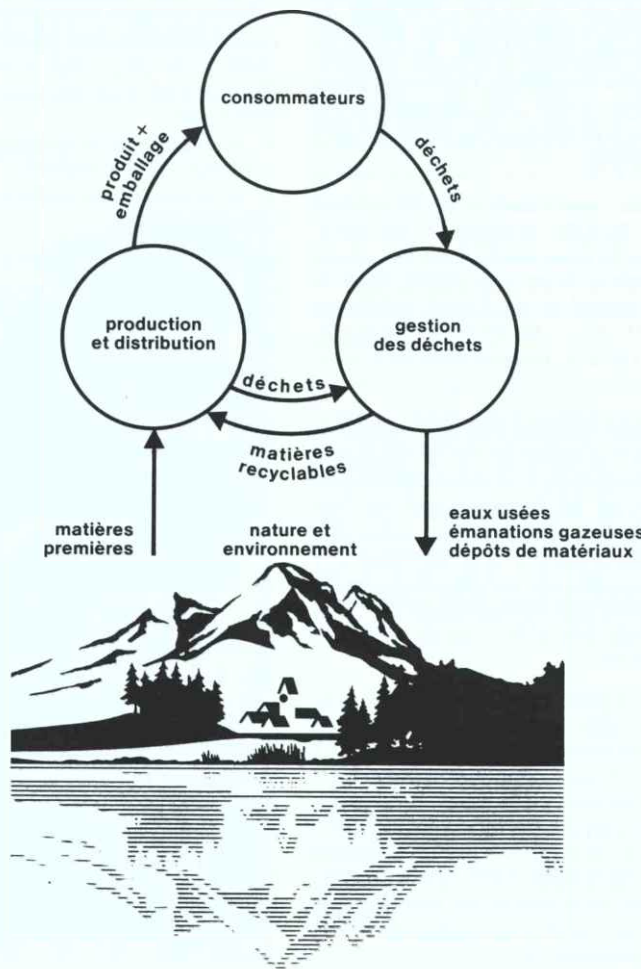 consommateurs
produit +
emballage
déchets
production
et distribution
gestion
des déchets
déchets
matières
recyclables
matières
premières
nature et
environnement
eaux usées
émanations gazeuses
dépôts de matériaux